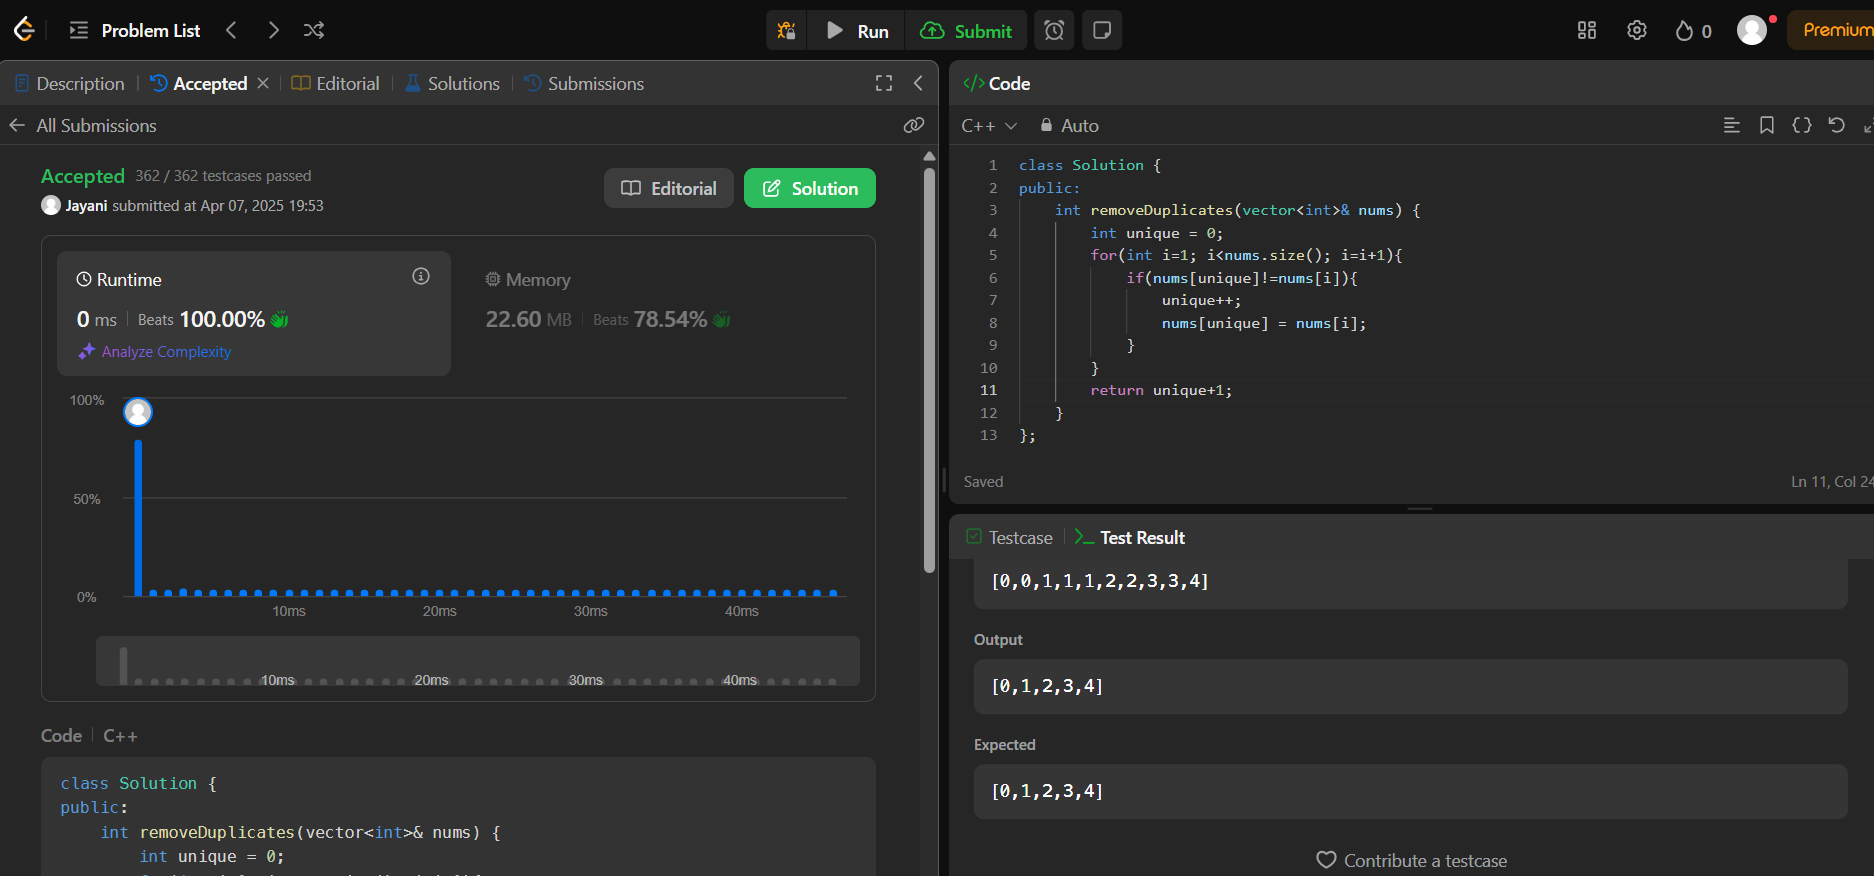 Problem List
Run
Submit
0
Premium
Description
Accepted
Editorial
Solutions
Submissions
All Submissions
Accepted 362 / 362 testcases passed
Jayani submitted at Apr 07, 2025 19:53
Editorial
Solution
Runtime
0 ms Beats 100.00%
Analyze Complexity
Memory
22.60 MB Beats 78.54%
100%
50%
0%
10ms 20ms 30ms 40ms
10ms 20ms 30ms 40ms
Code C++
class Solution {
public:
int removeDuplicates(vector<int>& nums) {
int unique = 0;
</> Code
C++ Auto
1 class Solution {
2 public:
3 int removeDuplicates(vector<int>& nums) {
4 int unique = 0;
5 for(int i=1; i<nums.size(); i=i+1){
6 if(nums[unique]!=nums[i]){
7 unique++;
8 nums[unique] = nums[i];
9 }
10 }
11 return unique+1;
12 }
13 };
Saved
Ln 11, Col 24
Testcase
Test Result
[0,0,1,1,1,2,2,3,3,4]
Output
[0,1,2,3,4]
Expected
[0,1,2,3,4]
Contribute a testcase